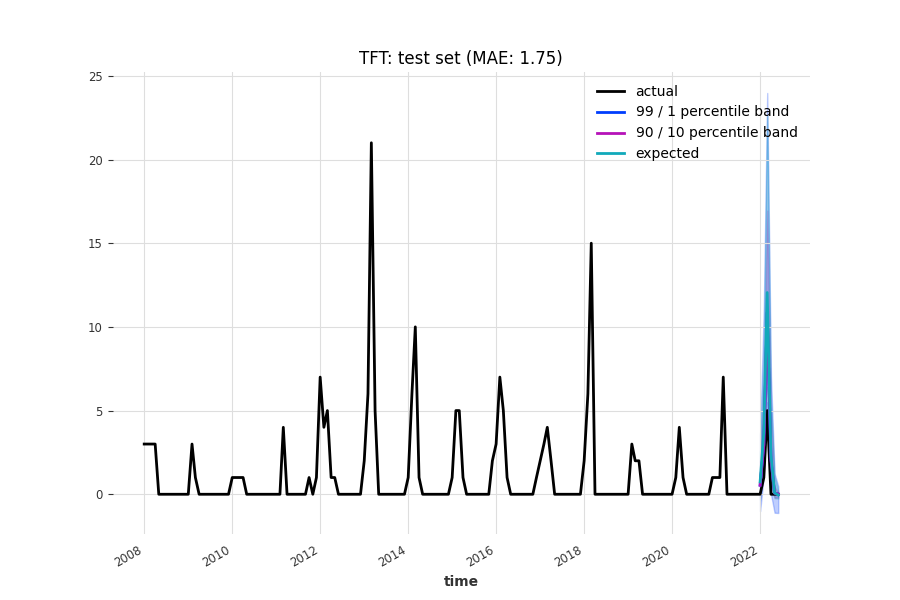 TFT: test set (MAE: 1.75)
25
20
15
10
5
0
actual
99 / 1 percentile band
90 / 10 percentile band
expected
2008
2010
2012
2014
2016
2018
2020
2022
time